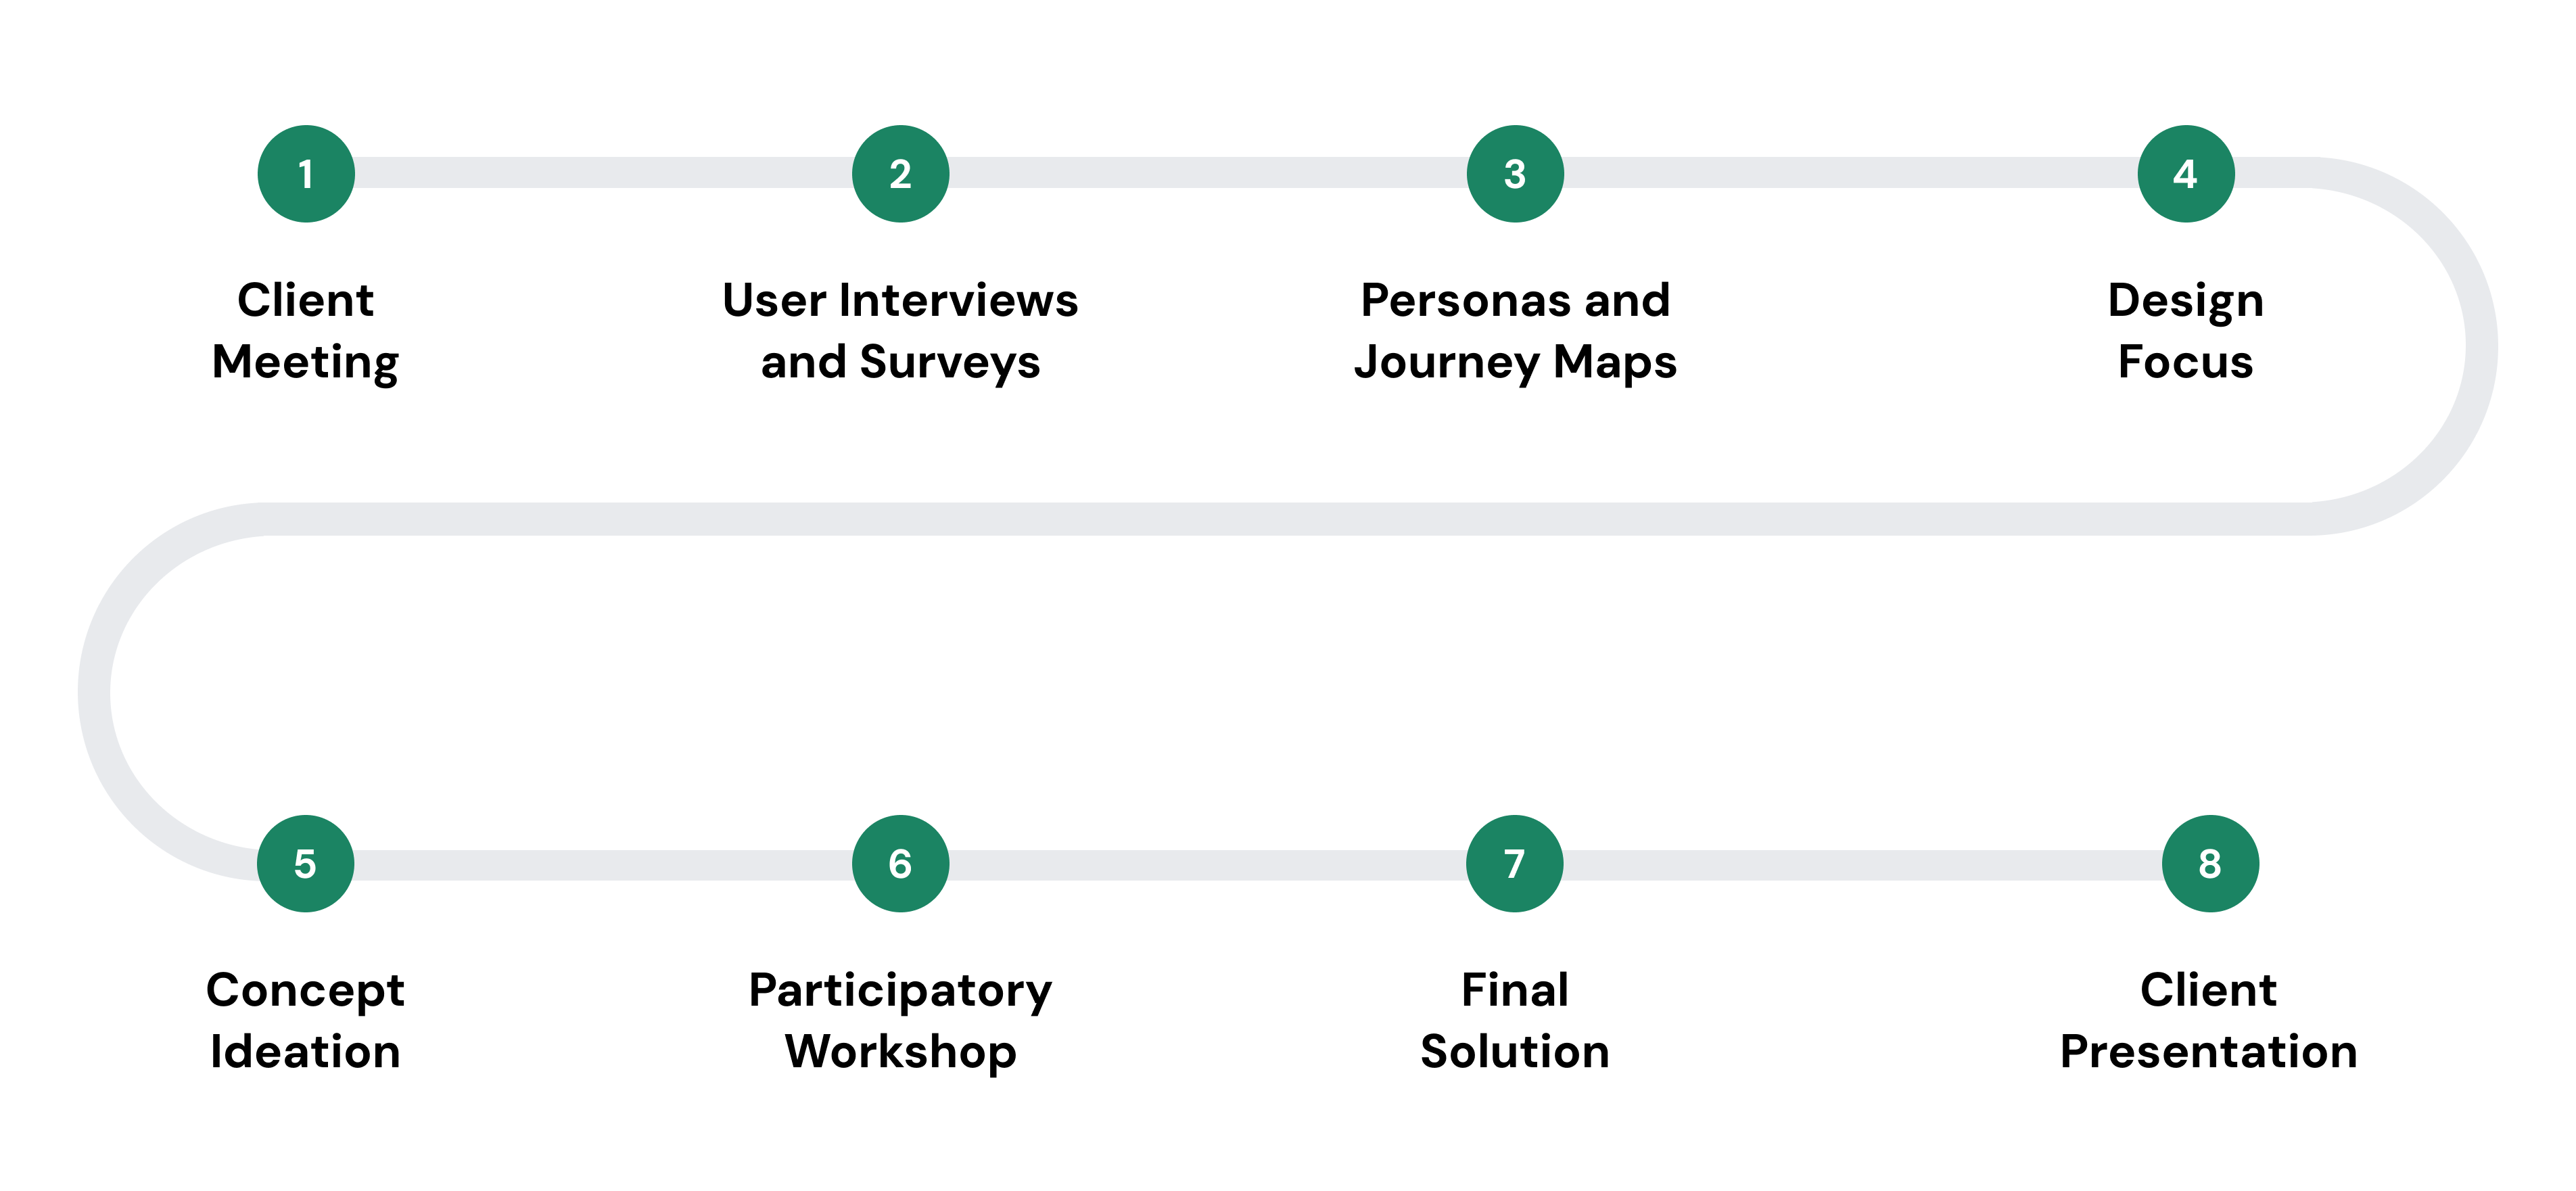 1
Client
Meeting
2
User Interviews
and Surveys
3
Personas and
Journey Maps
4
Design
Focus
5
Concept
Ideation
6
Participatory
Workshop
7
Final
Solution
8
Client
Presentation